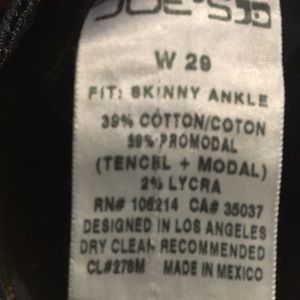 JOE'S
W 29
FIT: SKINNY ANKLE
39% COTTON/COTON
59% PROMODAL
(TENCEL + MODAL)
2% LYCRA
RN# 106214 CA# 35037
DESIGNED IN LOS ANGELES
DRY CLEAN RECOMMENDED
CL#276M MADE IN MEXICO